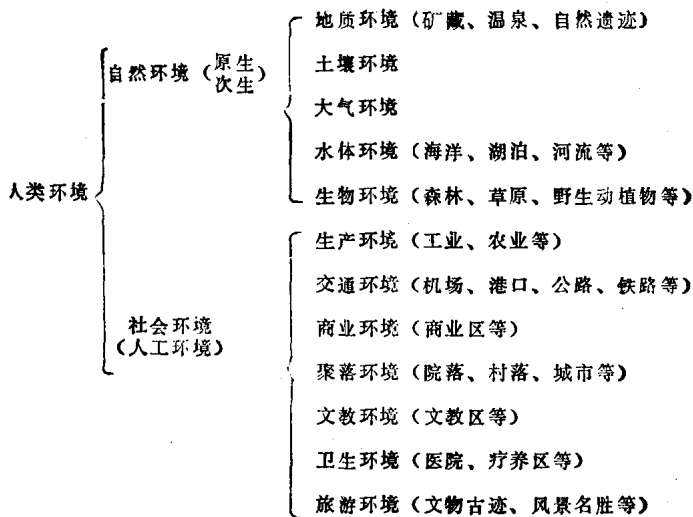 地质环境（矿藏、温泉、自然遗迹）
自然环境（原生次生）
土壤环境
大气环境
水体环境（海洋、湖泊、河流等）
人类环境
生物环境（森林、草原、野生动植物等）
生产环境（工业、农业等）
交通环境（机场、港口、公路、铁路等）
社会环境
（人工环境）
商业环境（商业区等）
聚落环境（院落、村落、城市等）
文教环境（文教区等）
卫生环境（医院、疗养区等）
旅游环境（文物古迹、风景名胜等）